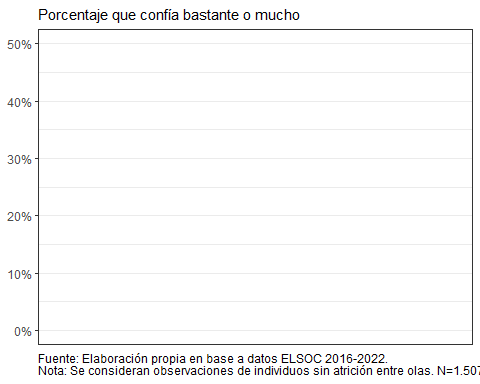 Porcentaje que confía bastante o mucho
50%
40%
30%
20%
10%
0%
Fuente: Elaboración propia en base a datos ELSOC 2016-2022.
Nota: Se consideran observaciones de individuos sin atrición entre olas. N=1.507